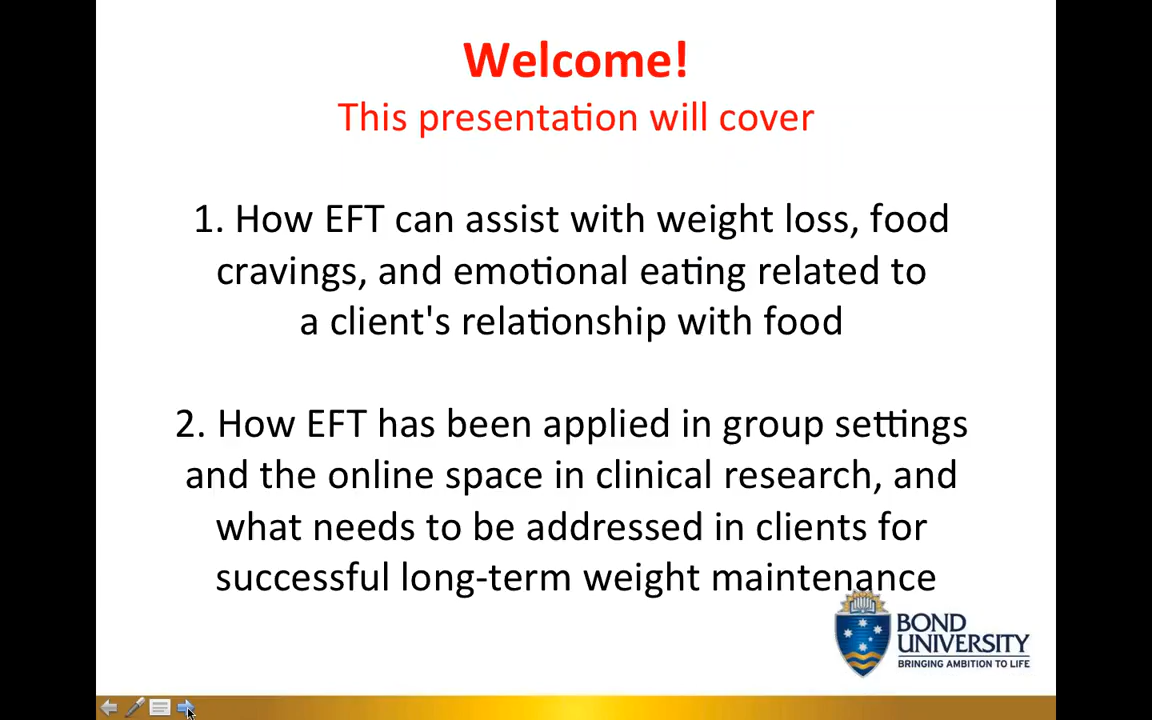 Welcome!
This presentation will cover
1. How EFT can assist with weight loss, food
cravings, and emotional eating related to
a client's relationship with food
2. How EFT has been applied in group settings
and the online space in clinical research, and
what needs to be addressed in clients for
successful long-term weight maintenance
BOND
UNIVERSITY
BRINGING AMBITION TO LIFE